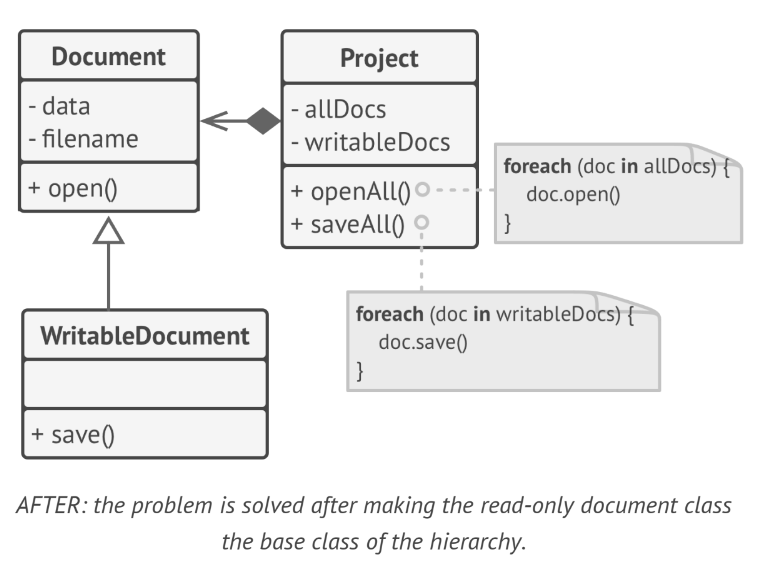 Document
- data
- filename
+ open()
Project
- allDocs
- writableDocs
+ openAll()
+ saveAll()
foreach (doc in allDocs) {
doc.open()
}
foreach (doc in writableDocs) {
doc.save()
}
WritableDocument
+ save()
AFTER: the problem is solved after making the read-only document class
the base class of the hierarchy.